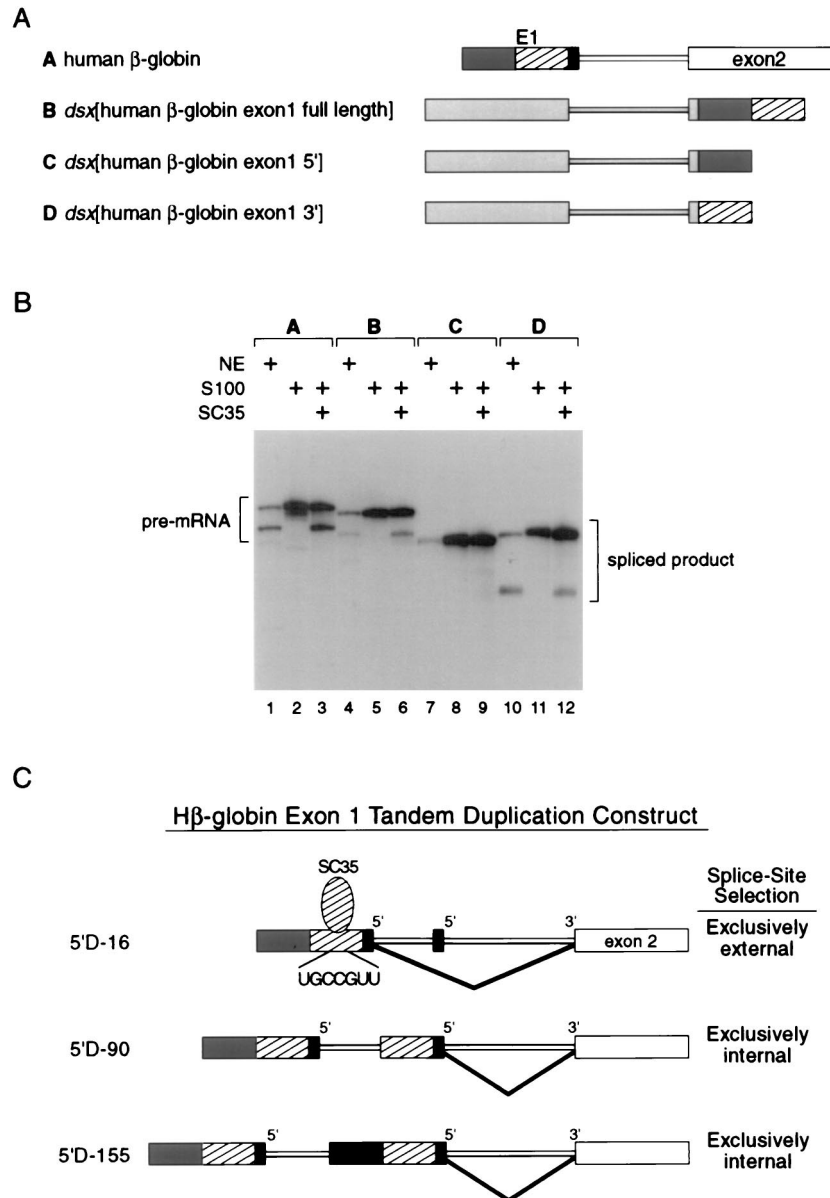 A
E1
A human β-globin
exon2
B dsx[human β-globin exon1 full length]
C dsx[human β-globin exon1 5']
D dsx[human β-globin exon1 3']
B
A B C D
NE + + + +
S100 + + + + + + + +
SC35 + + + +
pre-mRNA
spliced product
1 2 3 4 5 6 7 8 9 10 11 12
C
Hβ-globin Exon 1 Tandem Duplication Construct
SC35
Splice-Site
Selection
5' 5' 3'
5'D-16
exon 2
Exclusively
external
UGCCGUU
5' 5' 3'
5'D-90
Exclusively
internal
5' 5' 3'
5'D-155
Exclusively
internal